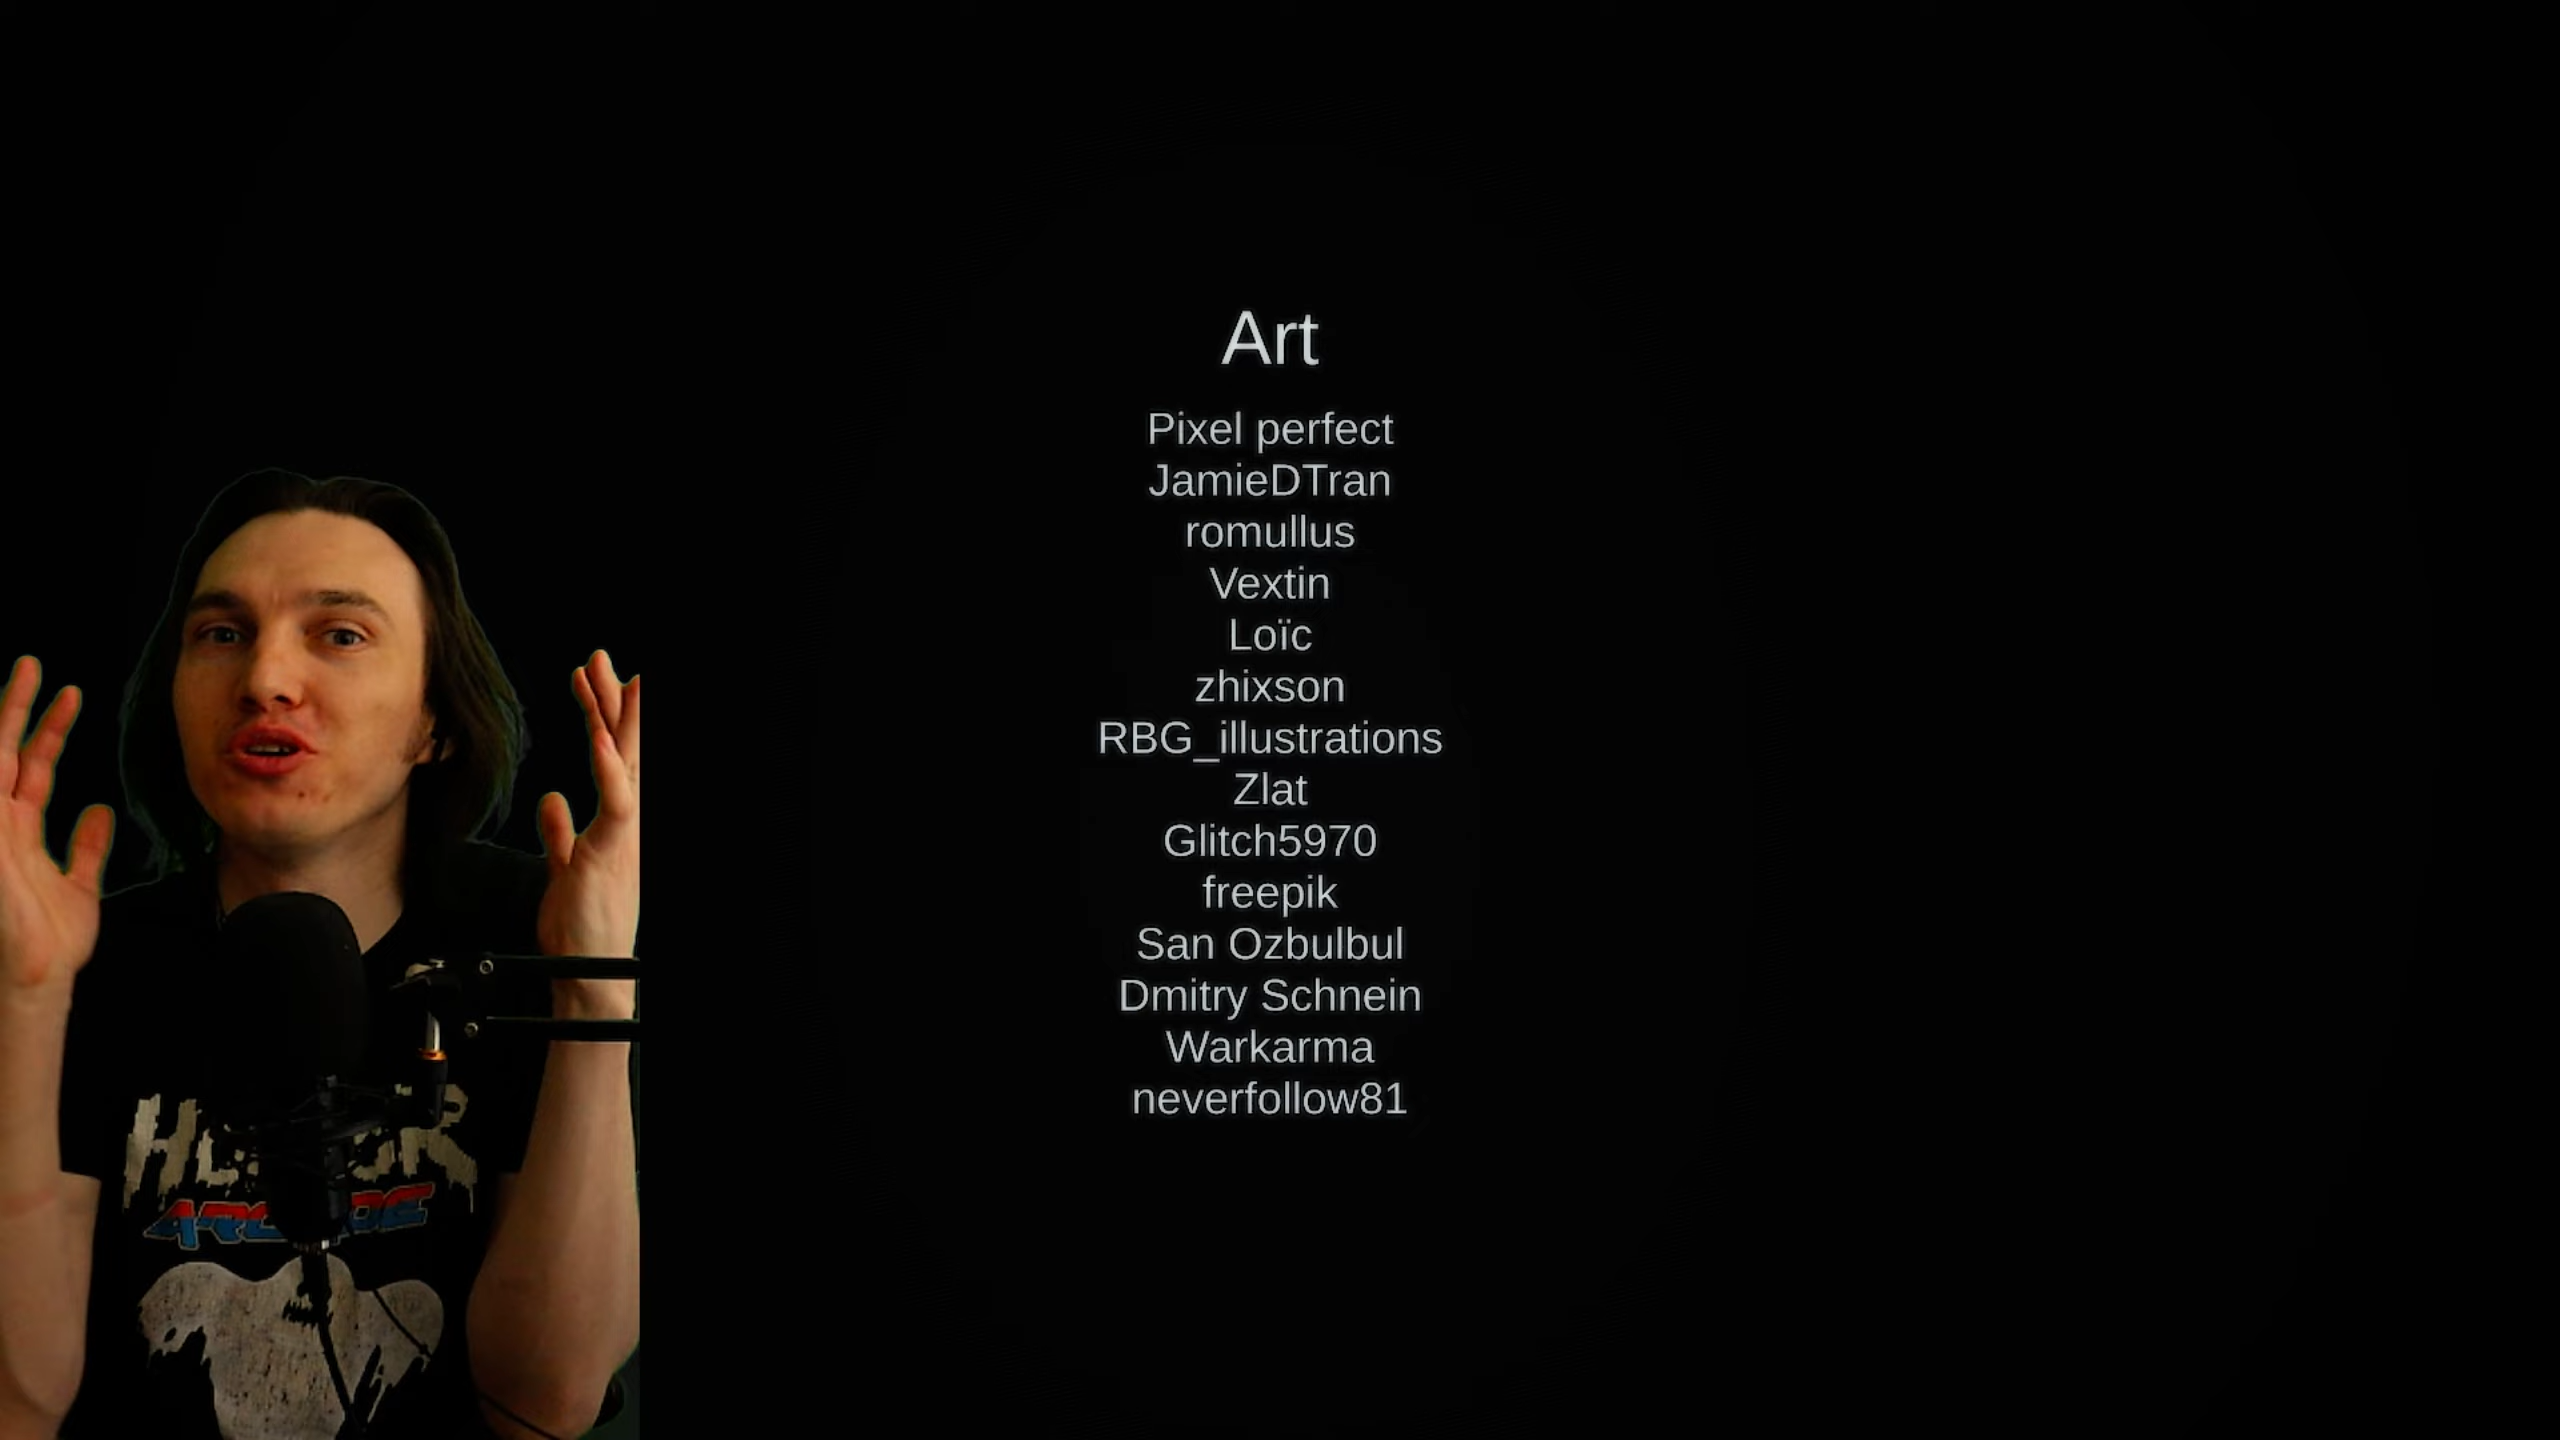 Art
Pixel perfect
JamieDTran
romullus
Vextin
Loïc
zhixson
RBG_illustrations
Zlat
Glitch5970
freepik
San Ozbulbul
Dmitry Schnein
Warkarma
neverfollow81